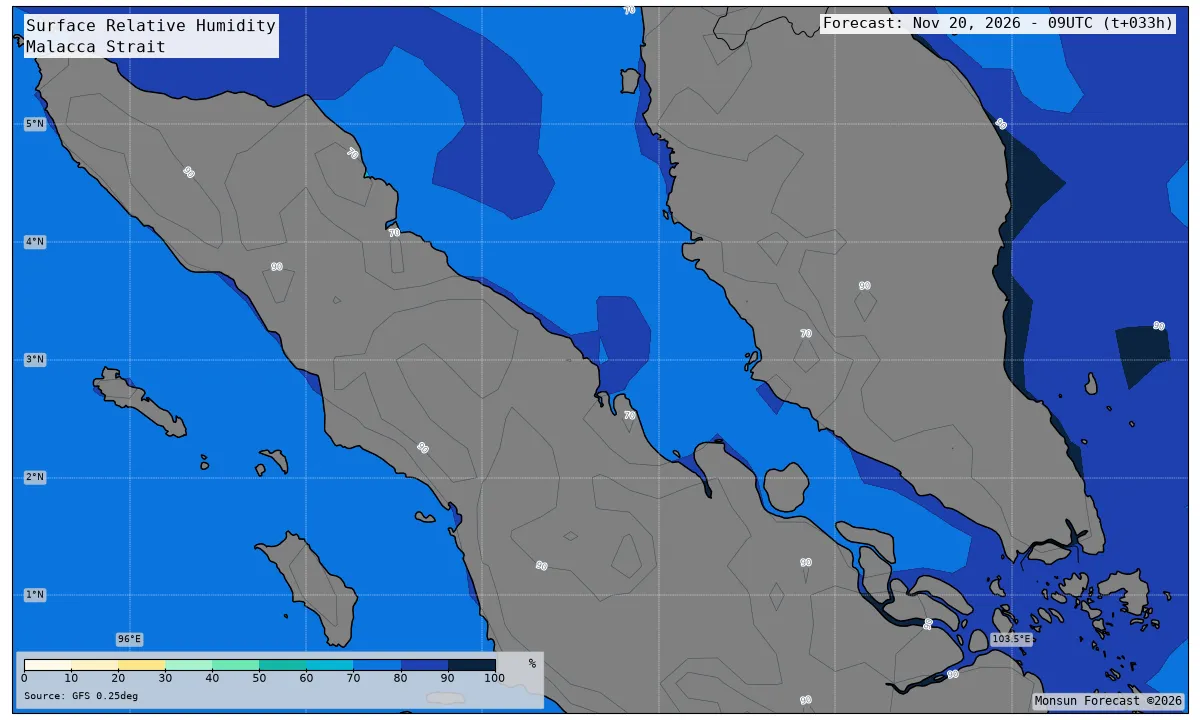 Surface Relative Humidity
Malacca Strait
Forecast: Nov 20, 2026 - 09UTC (t+033h)
70
90
5°N
70
90
70
4°N
90
90
90
70
3°N
70
90
2°N
90
90
1°N
90
96°E
103.5°E
%
90
0 10 20 30 40 50 60 70 80 90 100
Source: GFS 0.25deg
90
Monsun Forecast ©2026